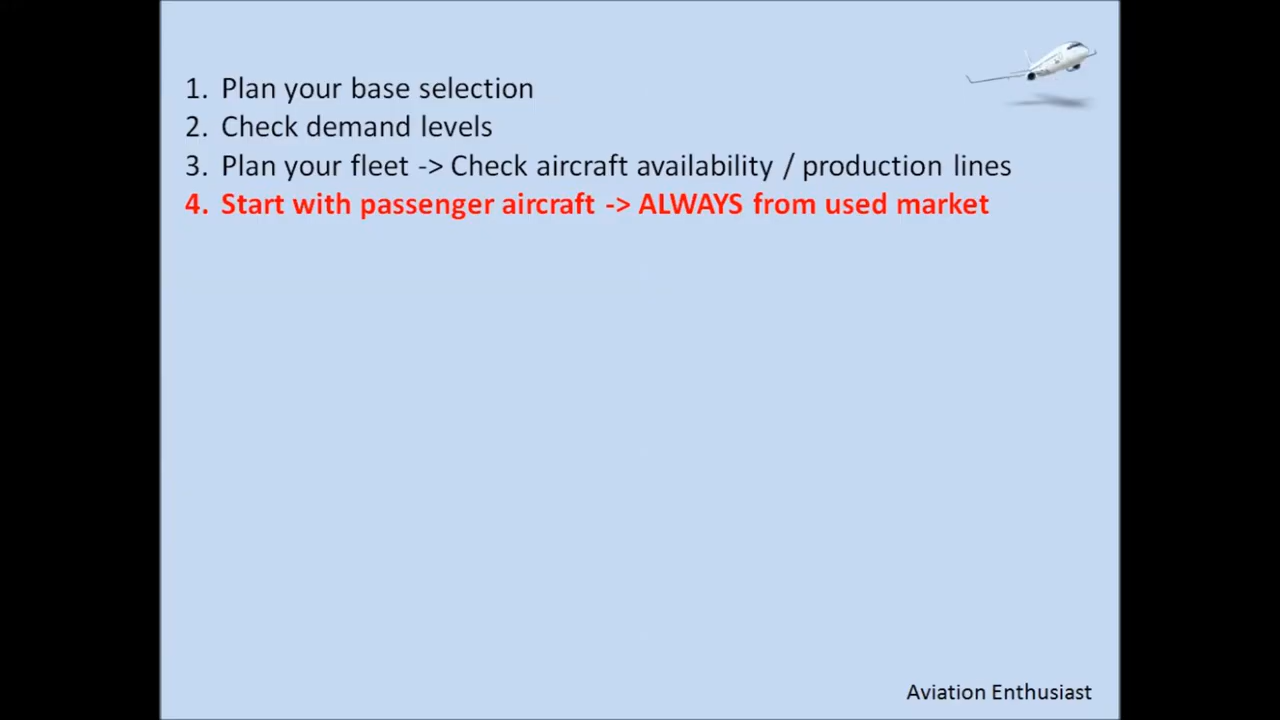 1. Plan your base selection
2. Check demand levels
3. Plan your fleet -> Check aircraft availability / production lines
4. Start with passenger aircraft -> ALWAYS from used market
Aviation Enthusiast